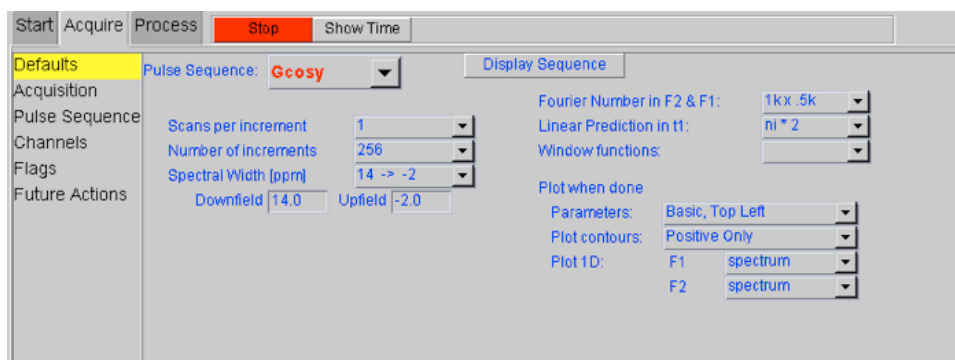 Start Acquire Process Stop Show Time
Defaults
Acquisition
Pulse Sequence
Channels
Flags
Future Actions
Pulse Sequence: Gcosy Display Sequence
Scans per increment 1
Number of increments 256
Spectral Width [ppm] 14 -> -2
Downfield 14.0 Upfield -2.0
Fourier Number in F2 & F1: 1k x .5k
Linear Prediction in t1: ni * 2
Window functions:
Plot when done
Parameters: Basic, Top Left
Plot contours: Positive Only
Plot 1D: F1 spectrum
F2 spectrum